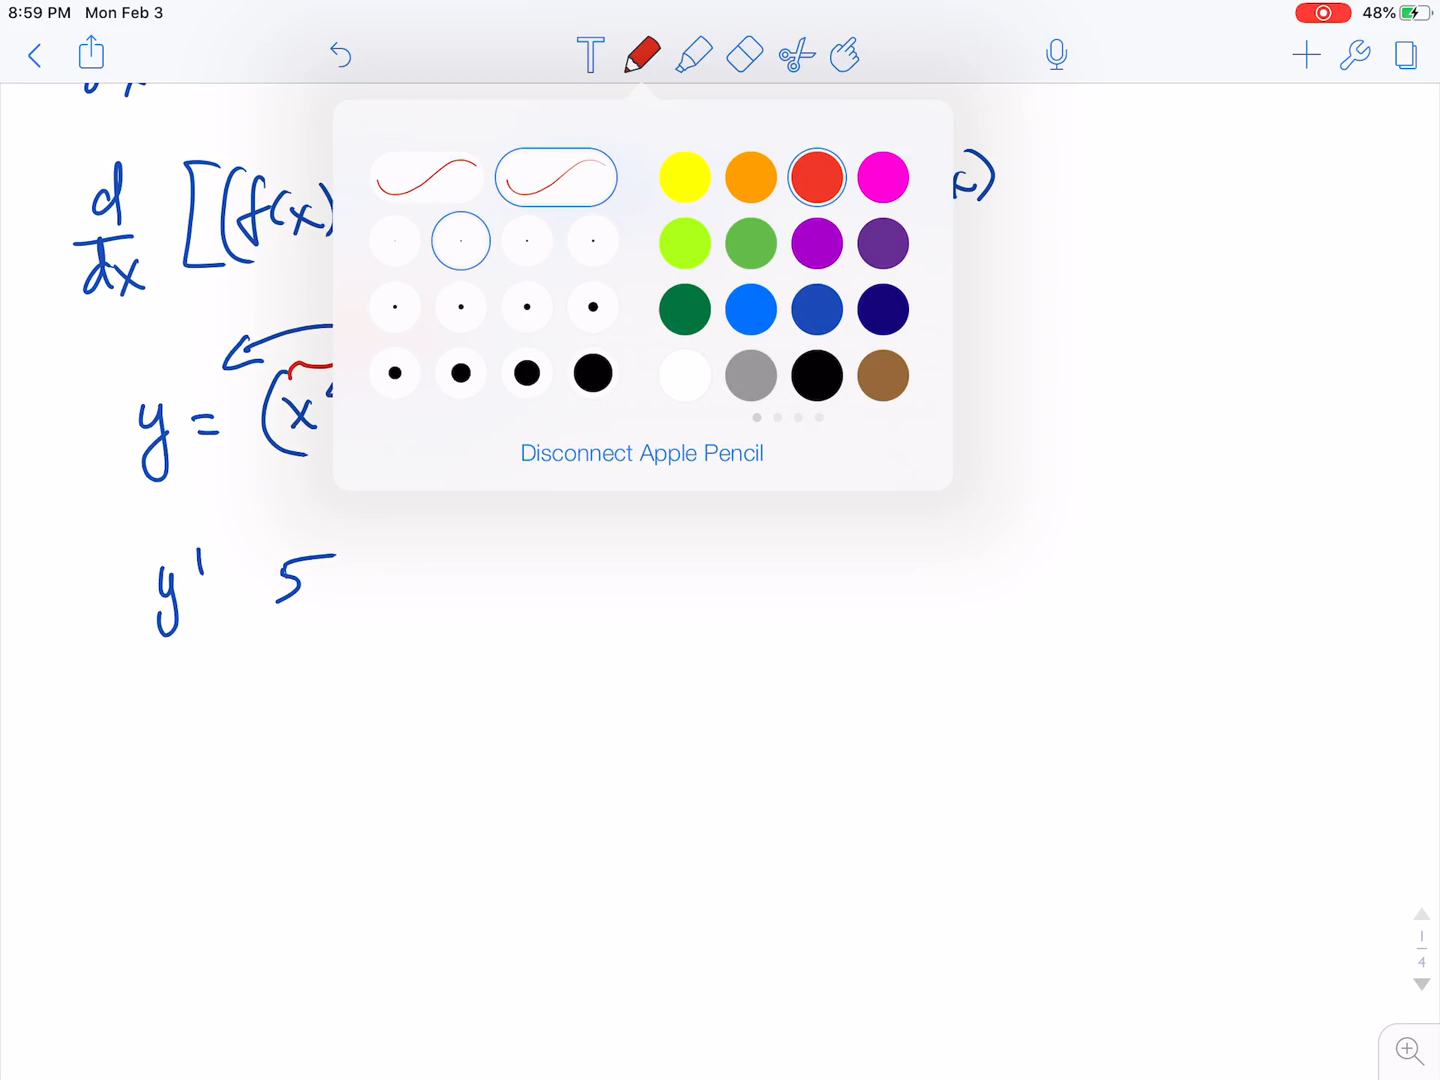 8:59 PM Mon Feb 3
48%
T
d/dx [(f(x) x)
y = (x
Disconnect Apple Pencil
y' 5
1
4